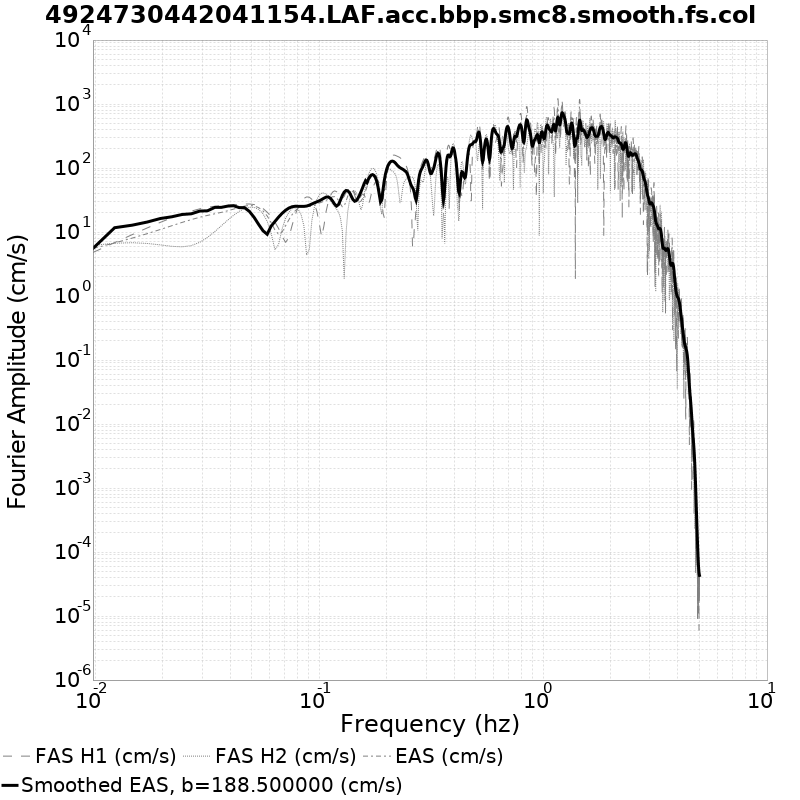 4924730442041154.LAF.acc.bbp.smc8.smooth.fs.col
10^4
10^3
10^2
10^1
10^0
10^-1
10^-2
10^-3
10^-4
10^-5
10^-6
Fourier Amplitude (cm/s)
10^-2 10^-1 10^0 10^1
Frequency (hz)
FAS H1 (cm/s) FAS H2 (cm/s) EAS (cm/s)
Smoothed EAS, b=188.500000 (cm/s)